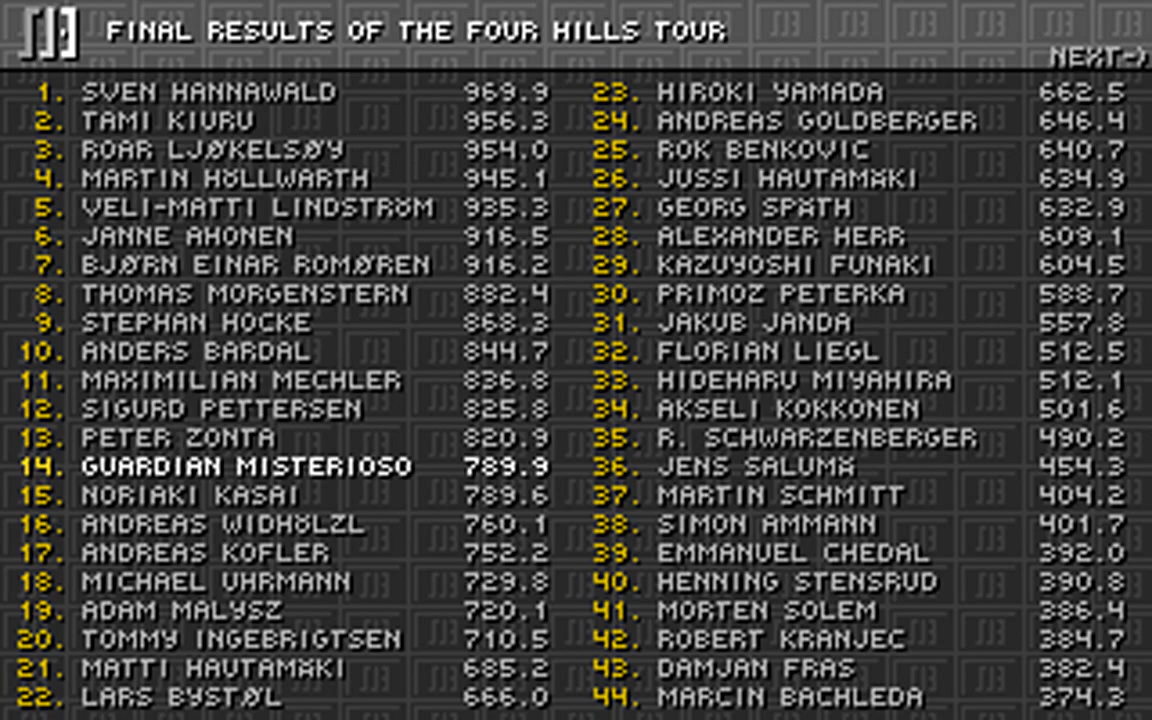 FINAL RESULTS OF THE FOUR HILLS TOUR
NEXT->
1. SVEN HANNAWALD 969.9
2. TAMI KIURU 956.3
3. ROAR LJØKELSØY 954.0
4. MARTIN HÖLLWARTH 945.1
5. VELI-MATTI LINDSTRÖM 935.3
6. JANNE AHONEN 916.5
7. BJØRN EINAR ROMØREN 916.2
8. THOMAS MORGENSTERN 882.4
9. STEPHAN HOCKE 868.3
10. ANDERS BARDAL 844.7
11. MAXIMILIAN MECHLER 836.8
12. SIGURD PETTERSEN 825.8
13. PETER ZONTA 820.9
14. GUARDIAN MISTERIOSO 789.9
15. NORIAKI KASAI 789.6
16. ANDREAS WIDHÖLZL 760.1
17. ANDREAS KOFLER 752.2
18. MICHAEL UHRMANN 729.8
19. ADAM MALYSZ 720.1
20. TOMMY INGEBRIGTSEN 710.5
21. MATTI HAUTAMÄKI 685.2
22. LARS BYSTØL 666.0
23. HIROKI YAMADA 662.5
24. ANDREAS GOLDBERGER 646.4
25. ROK BENKOVIC 640.7
26. JUSSI HAUTAMÄKI 634.9
27. GEORG SPÄTH 632.9
28. ALEXANDER HERR 609.1
29. KAZUYOSHI FUNAKI 604.5
30. PRIMOZ PETERKA 588.7
31. JAKUB JANDA 557.8
32. FLORIAN LIEGL 512.5
33. HIDEHARU MIYAHIRA 512.1
34. AKSELI KOKKONEN 501.6
35. R. SCHWARZENBERGER 490.2
36. JENS SALUMÄ 454.3
37. MARTIN SCHMITT 404.2
38. SIMON AMMANN 401.7
39. EMMANUEL CHEDAL 392.0
40. HENNING STENSRUD 390.8
41. MORTEN SOLEM 386.4
42. ROBERT KRANJEC 384.7
43. DAMJAN FRAS 382.4
44. MARCIN BACHLEDA 374.3